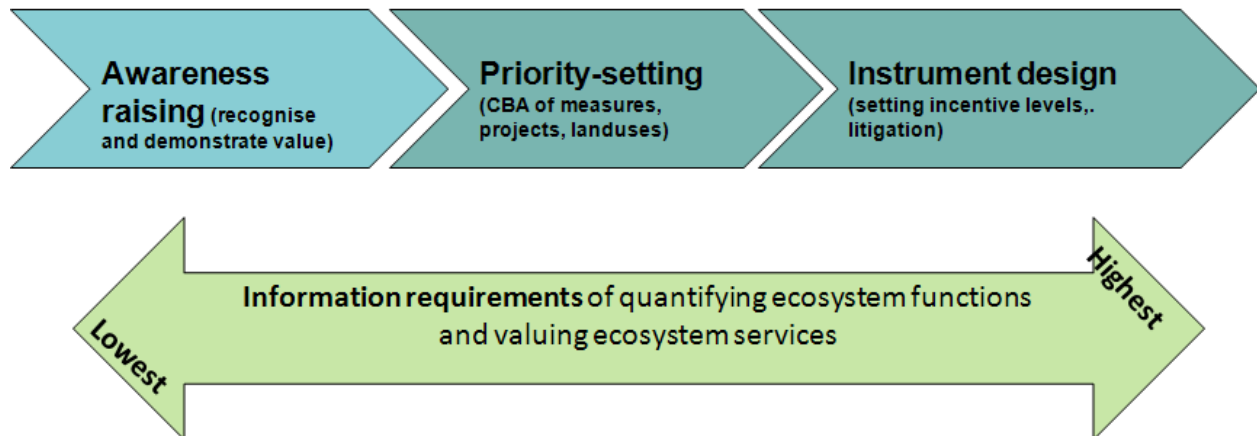 Awareness
raising (recognise
and demonstrate value)
Priority-setting
(CBA of measures,
projects, landuses)
Instrument design
(setting incentive levels,.
litigation)
Information requirements of quantifying ecosystem functions
and valuing ecosystem services
Lowest
Highest